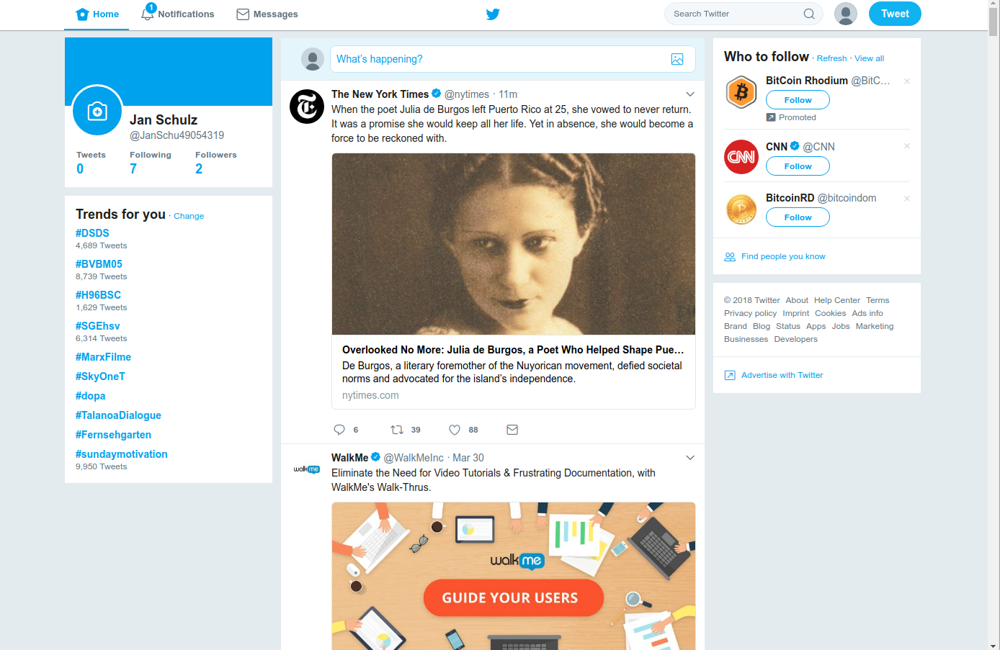 Home
1
Notifications
Messages
Search Twitter
Tweet
Jan Schulz
@JanSchu49054319
Tweets Following Followers
0 7 2
Trends for you · Change
#DSDS
4,689 Tweets
#BVBM05
8,739 Tweets
#H96BSC
1,629 Tweets
#SGEhsv
6,314 Tweets
#MarxFilme
#SkyOneT
#dopa
#TalanoaDialogue
#Fernsehgarten
#sundaymotivation
9,950 Tweets
What's happening?
The New York Times @nytimes · 11m
When the poet Julia de Burgos left Puerto Rico at 25, she vowed to never return.
It was a promise she would keep all her life. Yet in absence, she would become a
force to be reckoned with.
Overlooked No More: Julia de Burgos, a Poet Who Helped Shape Pue...
De Burgos, a literary foremother of the Nuyorican movement, defied societal
norms and advocated for the island's independence.
nytimes.com
6 39 88
WalkMe @WalkMeInc · Mar 30
walkme
Eliminate the Need for Video Tutorials & Frustrating Documentation, with
WalkMe's Walk-Thrus.
walkme
GUIDE YOUR USERS
Who to follow · Refresh · View all
BitCoin Rhodium @BitC...
Follow
Promoted
CNN
CNN @CNN
Follow
BitcoinRD @bitcoindom
Follow
Find people you know
© 2018 Twitter About Help Center Terms
Privacy policy Imprint Cookies Ads info
Brand Blog Status Apps Jobs Marketing
Businesses Developers
Advertise with Twitter